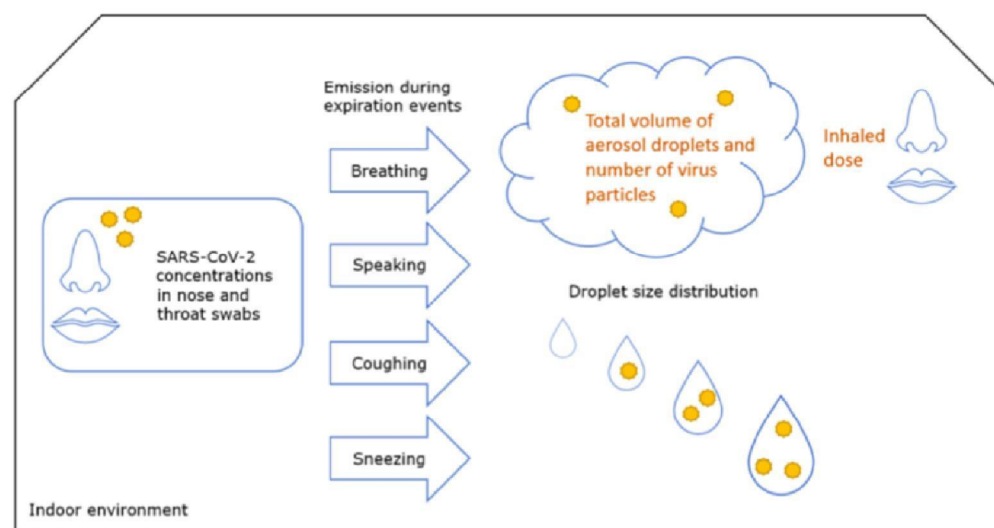 Emission during
expiration events
Breathing
Speaking
Coughing
Sneezing
SARS-CoV-2
concentrations
in nose and
throat swabs
Total volume of
aerosol droplets and
number of virus
particles
Inhaled
dose
Droplet size distribution
Indoor environment